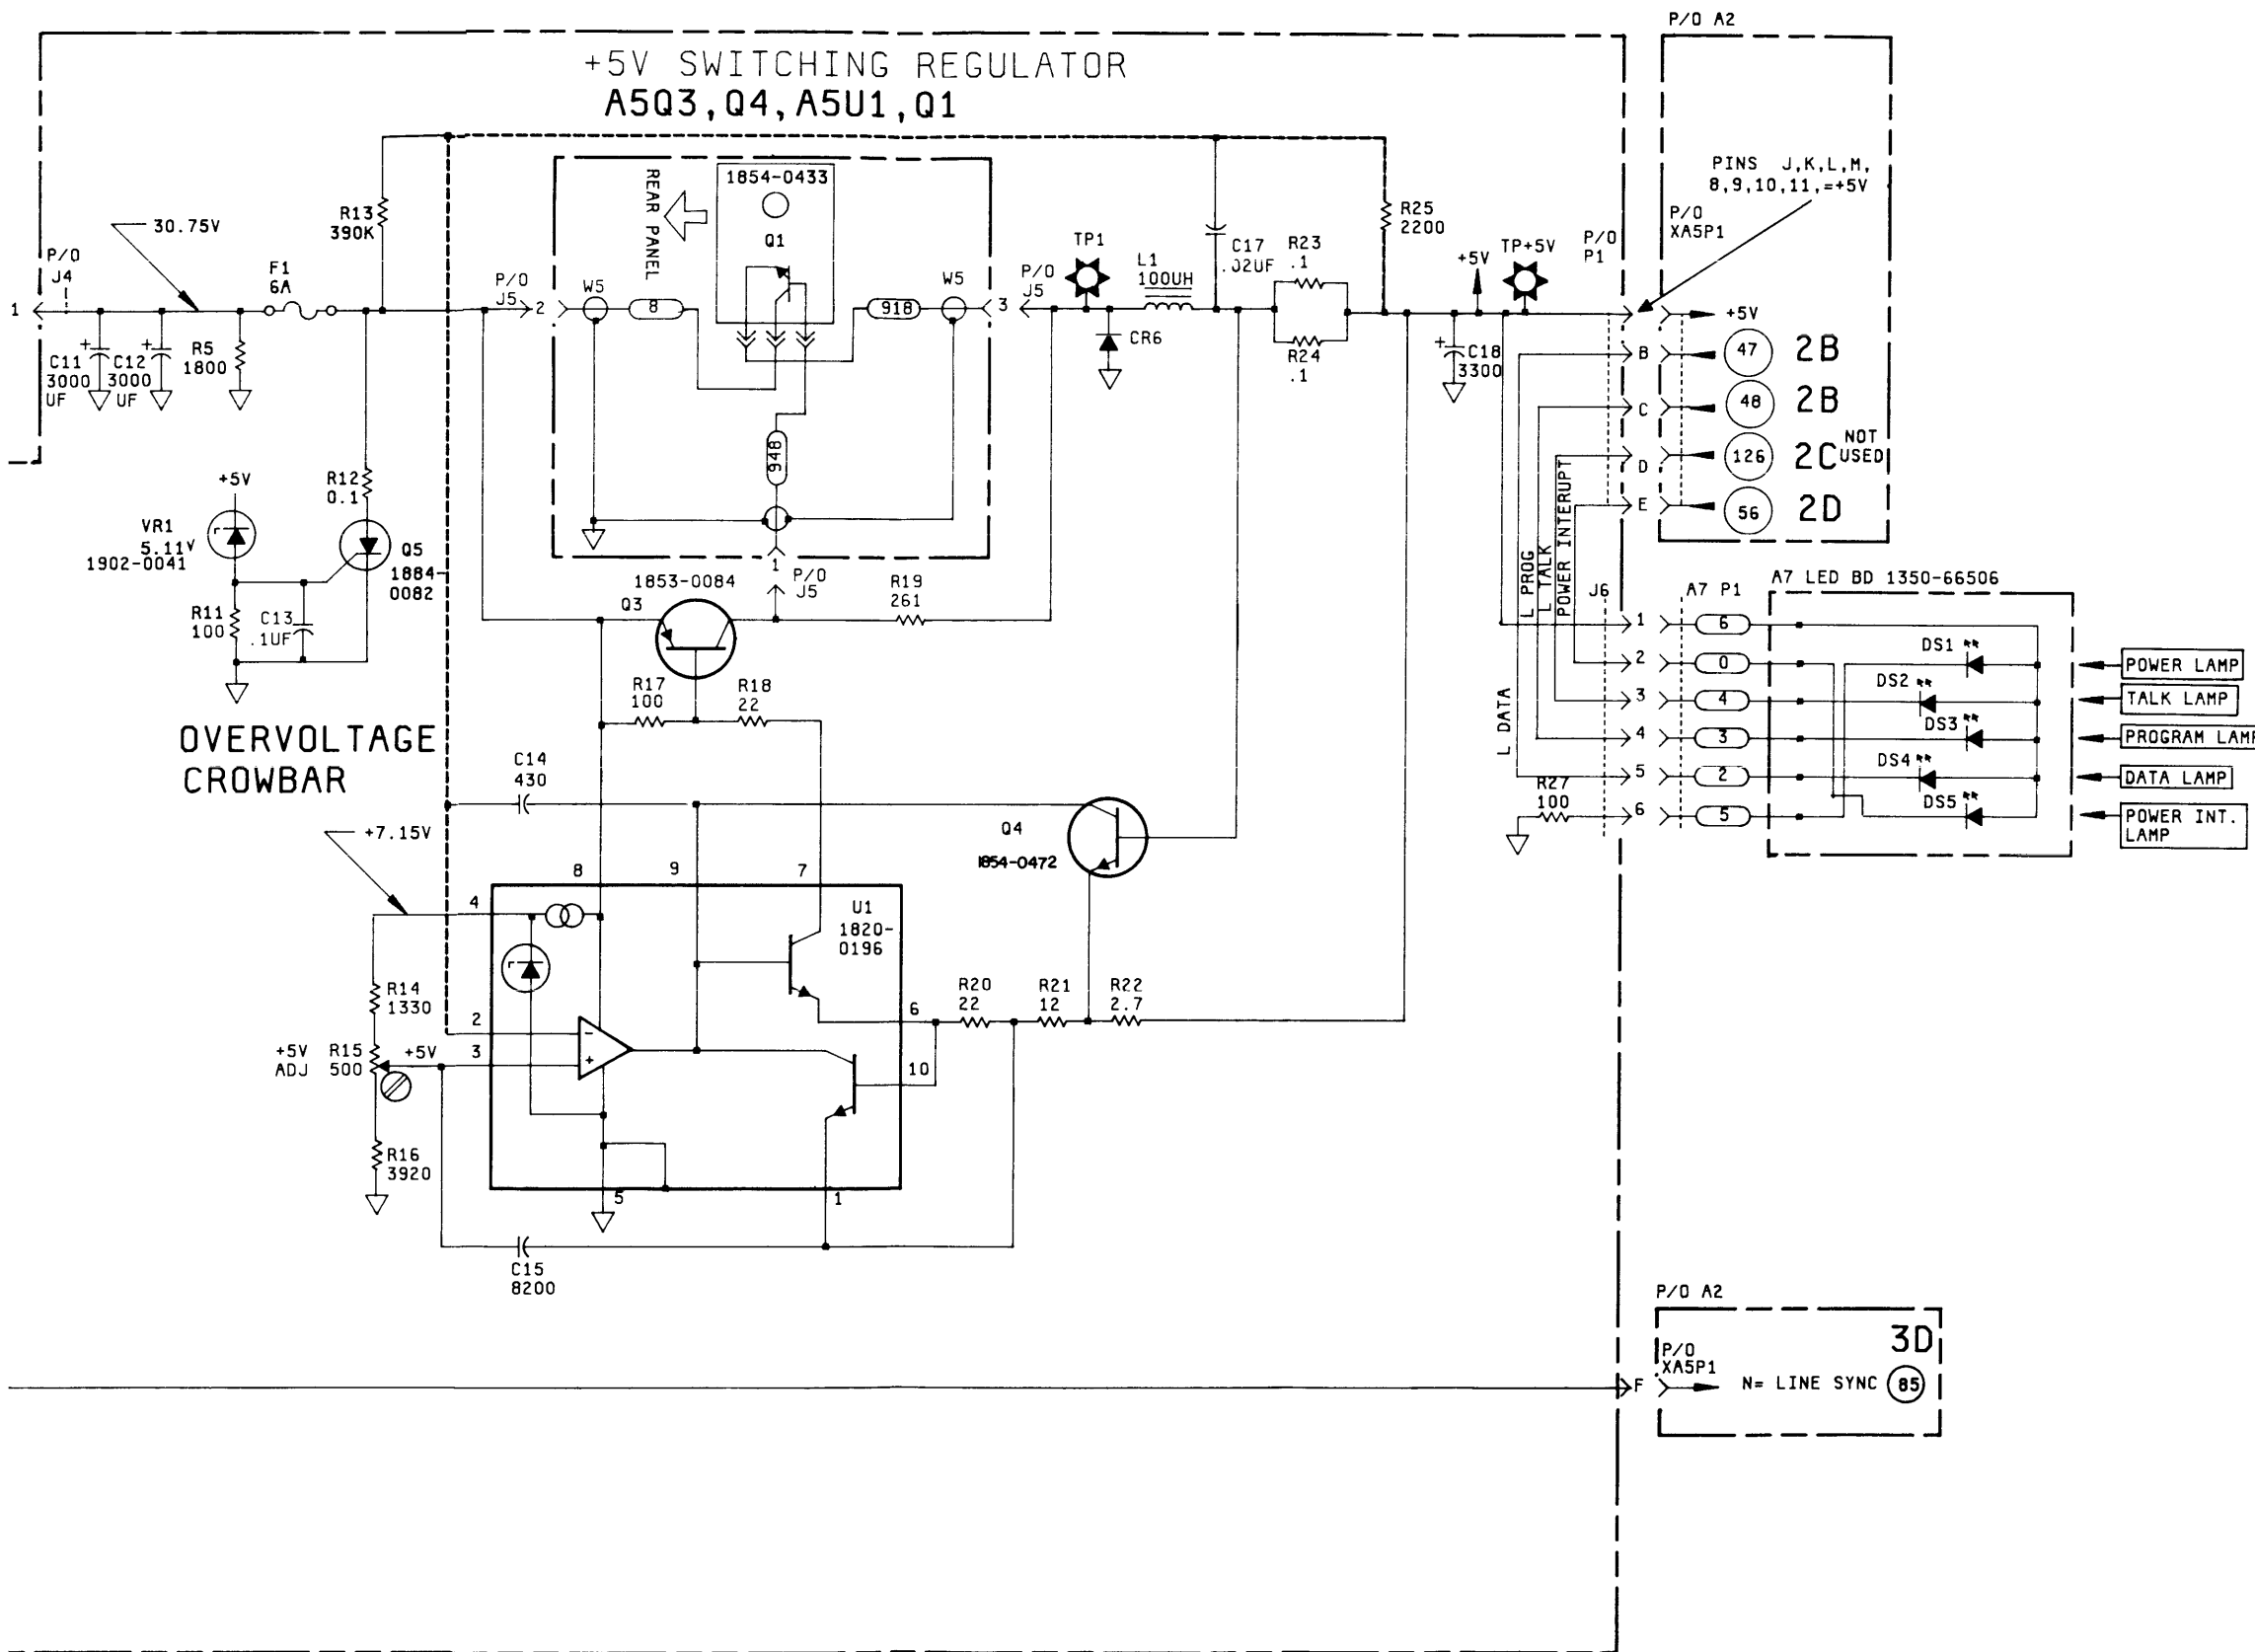 P/O A2
+5V SWITCHING REGULATOR
A5Q3,Q4,A5U1,Q1
PINS J,K,L,M,
8,9,10,11,=+5V
P/O
XA5P1
P/O
P1
30.75V
P/O
J4
1
F1
6A
R13
390K
C11
3000
UF
C12
3000
UF
R5
1800
P/O
J5
2
W5
8
REAR PANEL
1854-0433
Q1
918
W5
3
P/O
J5
948
1
P/O
J5
TP1
CR6
L1
100UH
C17
R23
.1
R24
.1
R25
2200
+5V
TP+5V
C18
3300
+5V
B
47
2B
C
48
2B
D
126
2C
NOT
USED
E
56
2D
+5V
VR1
5.11V
1902-0041
R12
0.1
Q5
1884-
0082
R11
100
C13
.1UF
OVERVOLTAGE
CROWBAR
1853-0084
Q3
R19
261
R17
100
R18
22
C14
430
Q4
1854-0472
L PROG
L TALK
POWER INTERUPT
L DATA
J6
A7 P1
A7 LED BD 1350-66506
1
6
2
0
3
4
4
3
5
2
6
5
R27
100
DS1
DS2
DS3
DS4
DS5
POWER LAMP
TALK LAMP
PROGRAM LAMP
DATA LAMP
POWER INT.
LAMP
+7.15V
8
9
7
4
U1
1820-
0196
R14
1330
2
+5V
ADJ
R15
500
+5V
3
6
10
R20
22
R21
12
R22
2.7
R16
3920
5
1
C15
8200
P/O A2
3D
P/O
XA5P1
F
N= LINE SYNC
85